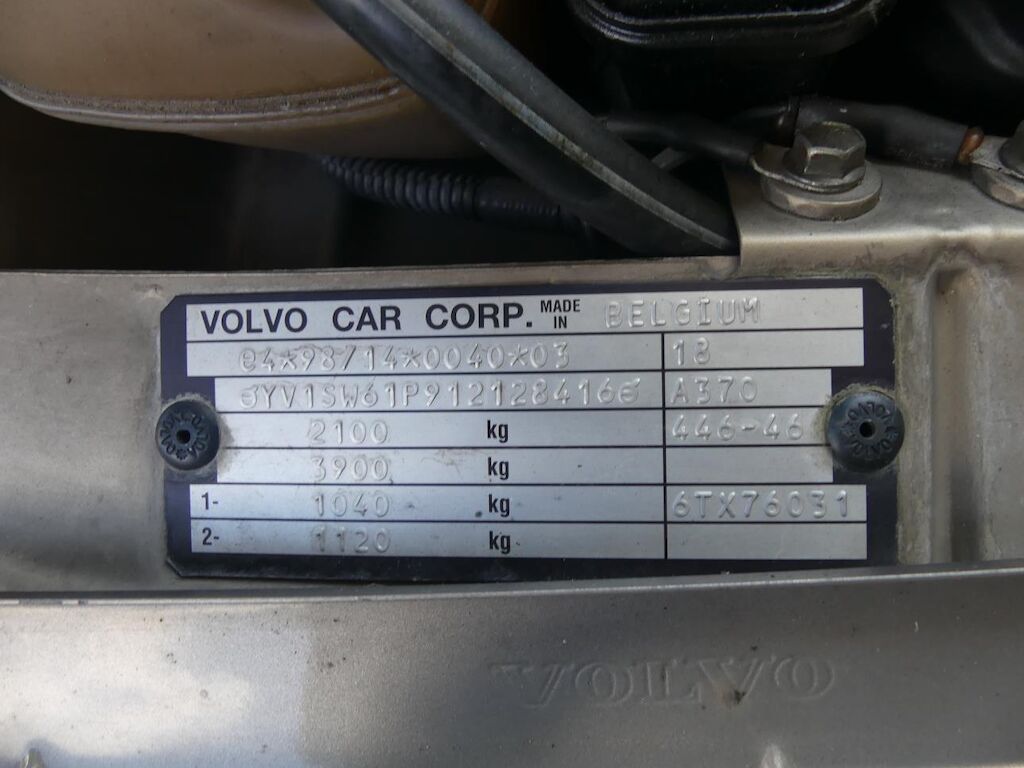 VOLVO CAR CORP. MADE IN BELGIUM
e4*98/14*0040*03 18
YV1SW61P912128416 A370
2100 kg 446-46
3900 kg
1- 1040 kg 6TX76031
2- 1120 kg
VOLVO